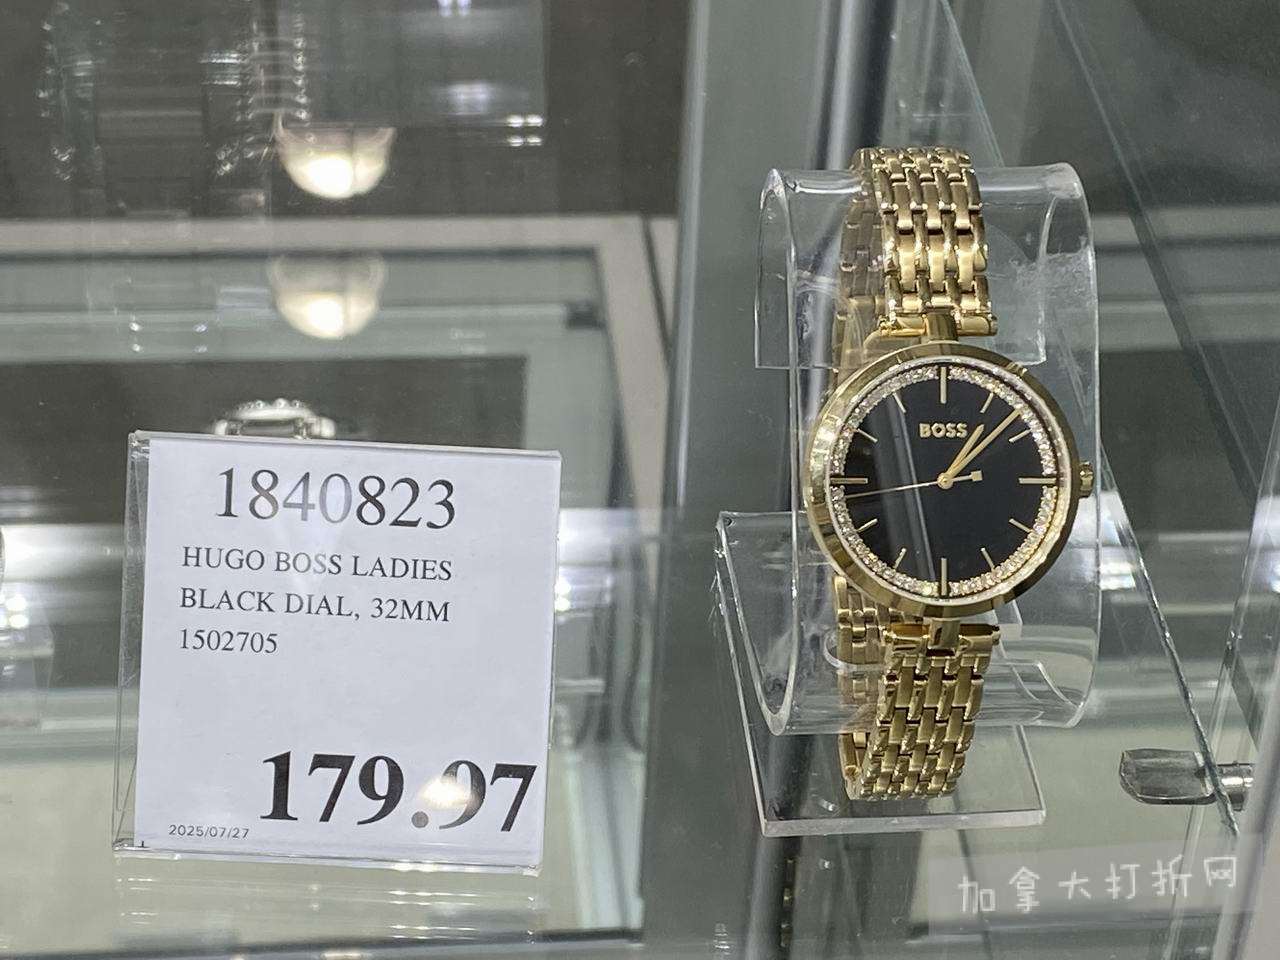 1840823
HUGO BOSS LADIES
BLACK DIAL, 32MM
1502705
179.97
2025/07/27
BOSS
加拿大打折网